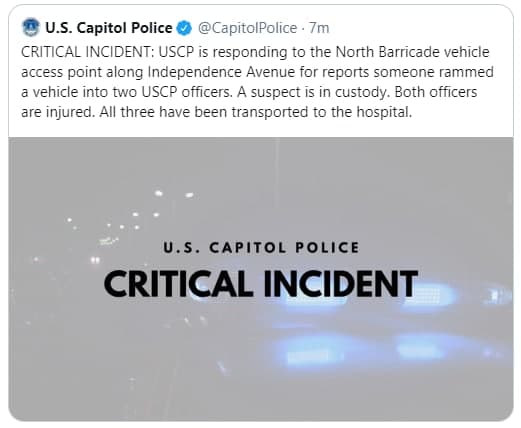 U.S. Capitol Police @CapitolPolice · 7m
CRITICAL INCIDENT: USCP is responding to the North Barricade vehicle
access point along Independence Avenue for reports someone rammed
a vehicle into two USCP officers. A suspect is in custody. Both officers
are injured. All three have been transported to the hospital.
U.S. CAPITOL POLICE
CRITICAL INCIDENT